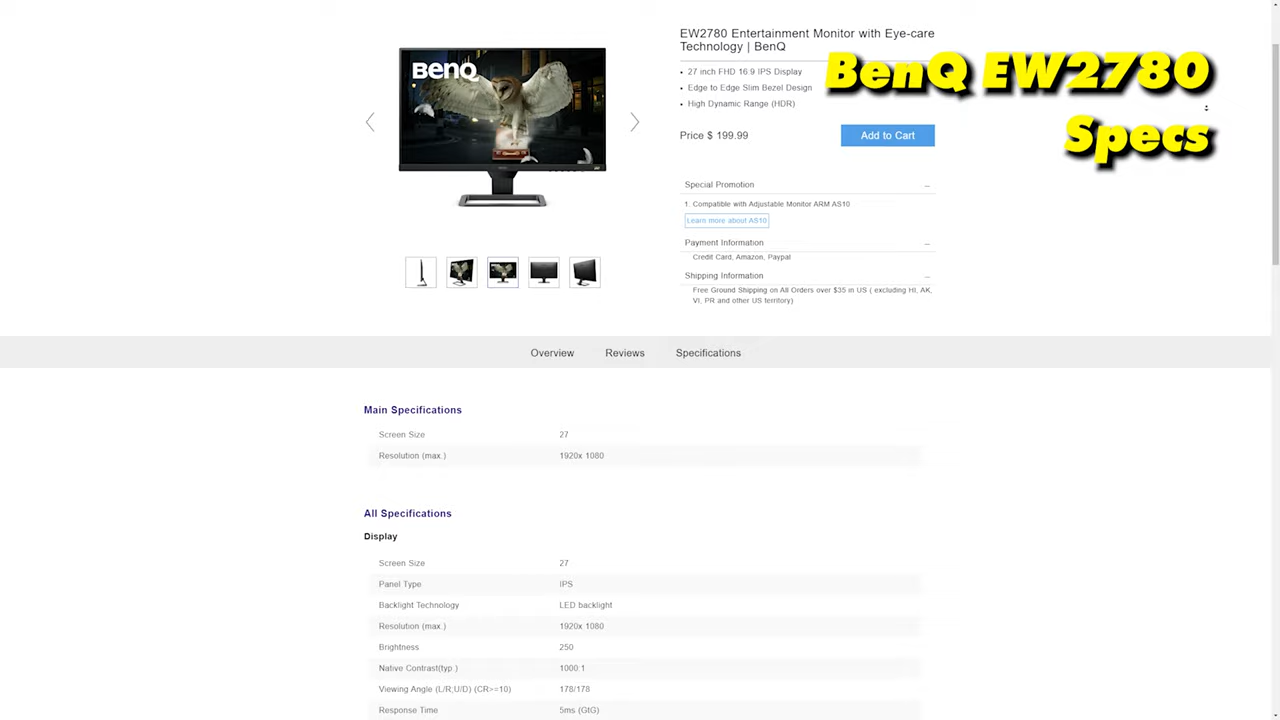 BenQ
EW2780 Entertainment Monitor with Eye-care
Technology | BenQ
27 inch FHD 16.9 IPS Display
Edge to Edge Slim Bezel Design
High Dynamic Range (HDR)
BenQ EW2780
Specs
Price $ 199.99
Add to Cart
Special Promotion
1. Compatible with Adjustable Monitor ARM AS10
Learn more about AS10
Payment Information
Credit Card, Amazon, Paypal
Shipping Information
Free Ground Shipping on All Orders over $35 in US ( excluding HI, AK,
VI, PR and other US territory)
Overview Reviews Specifications
Main Specifications
Screen Size 27
Resolution (max.) 1920x 1080
All Specifications
Display
Screen Size 27
Panel Type IPS
Backlight Technology LED backlight
Resolution (max.) 1920x 1080
Brightness 250
Native Contrast(typ.) 1000:1
Viewing Angle (L/R;U/D) (CR>=10) 178/178
Response Time 5ms (GtG)